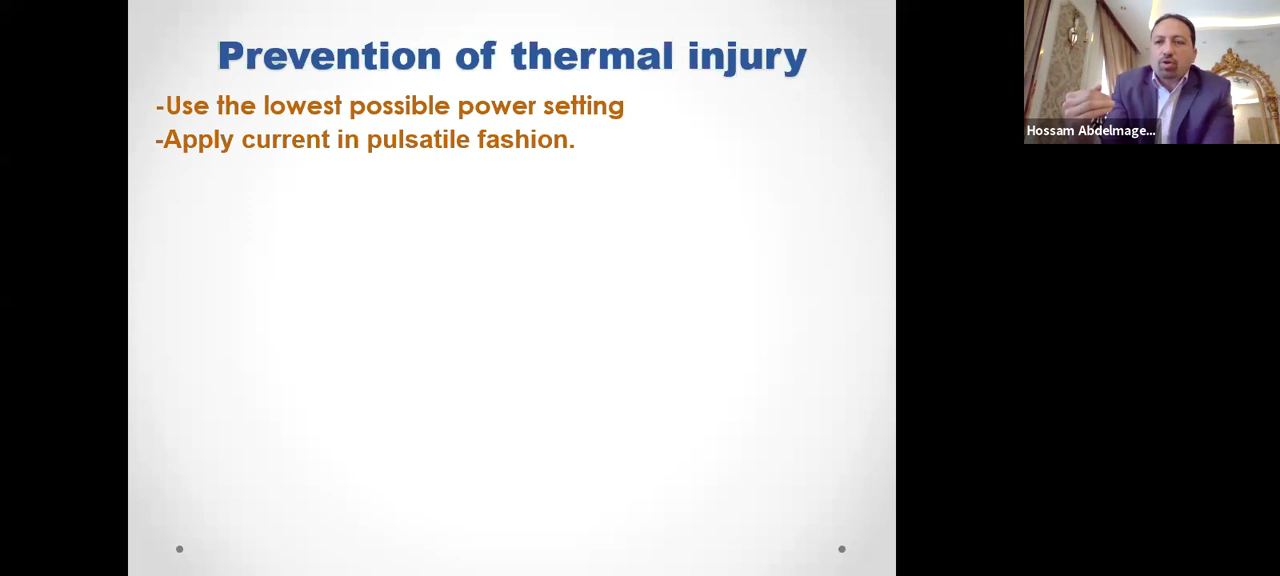 Prevention of thermal injury
-Use the lowest possible power setting
-Apply current in pulsatile fashion.
Hossam Abdelmage...